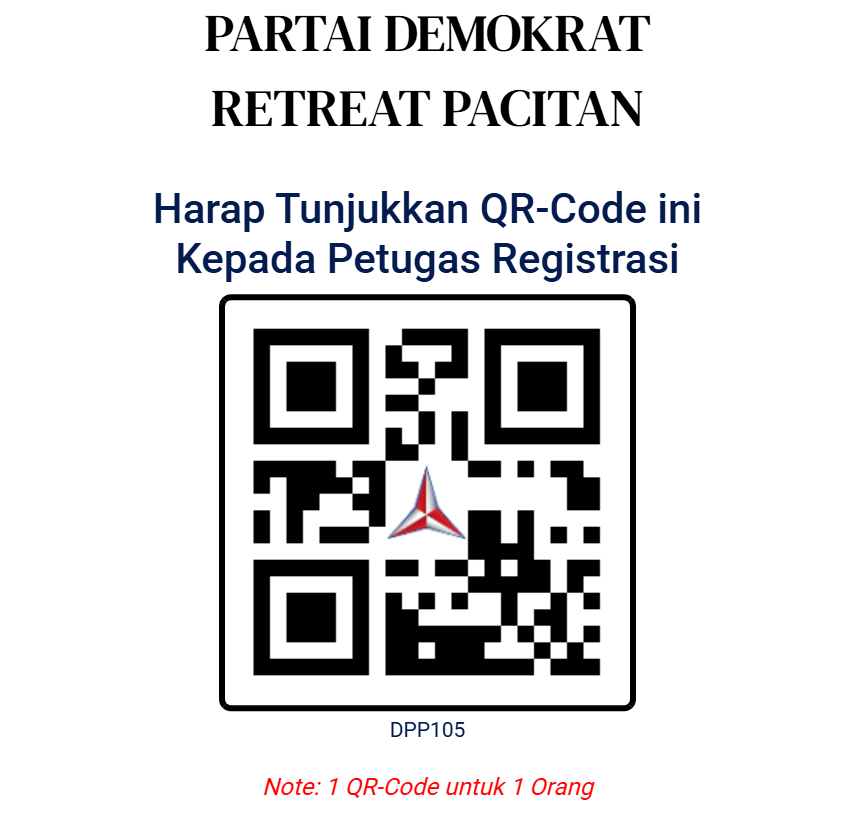 PARTAI DEMOKRAT
RETREAT PACITAN
Harap Tunjukkan QR-Code ini
Kepada Petugas Registrasi
DPP105
Note: 1 QR-Code untuk 1 Orang